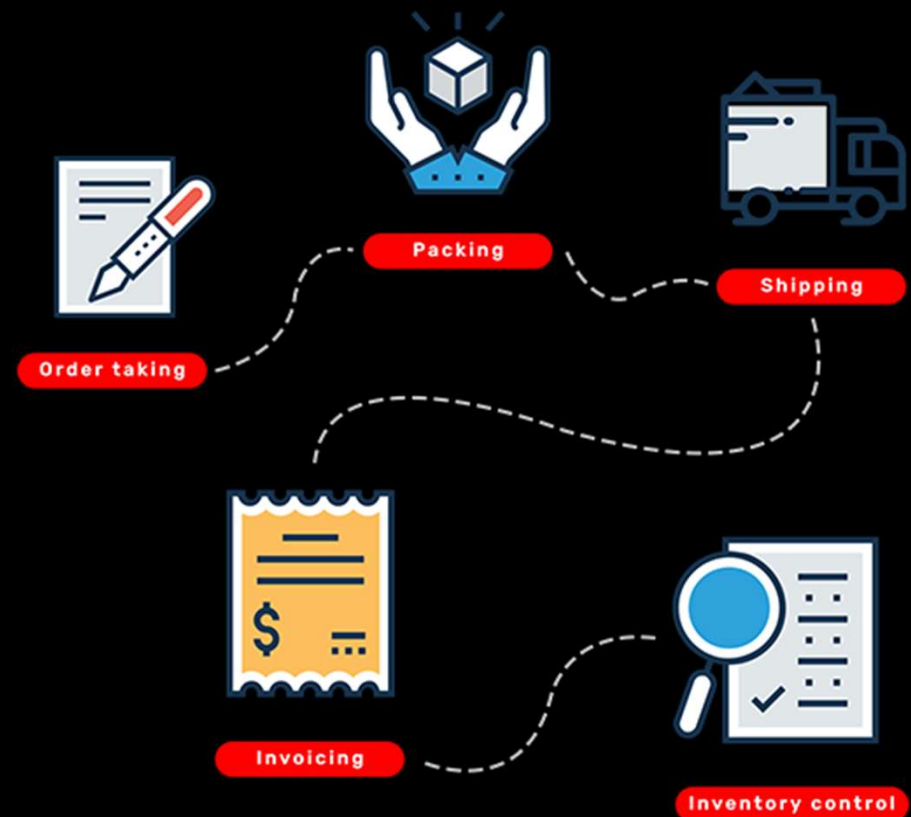 Order taking
Packing
Shipping
Invoicing
$
Inventory control